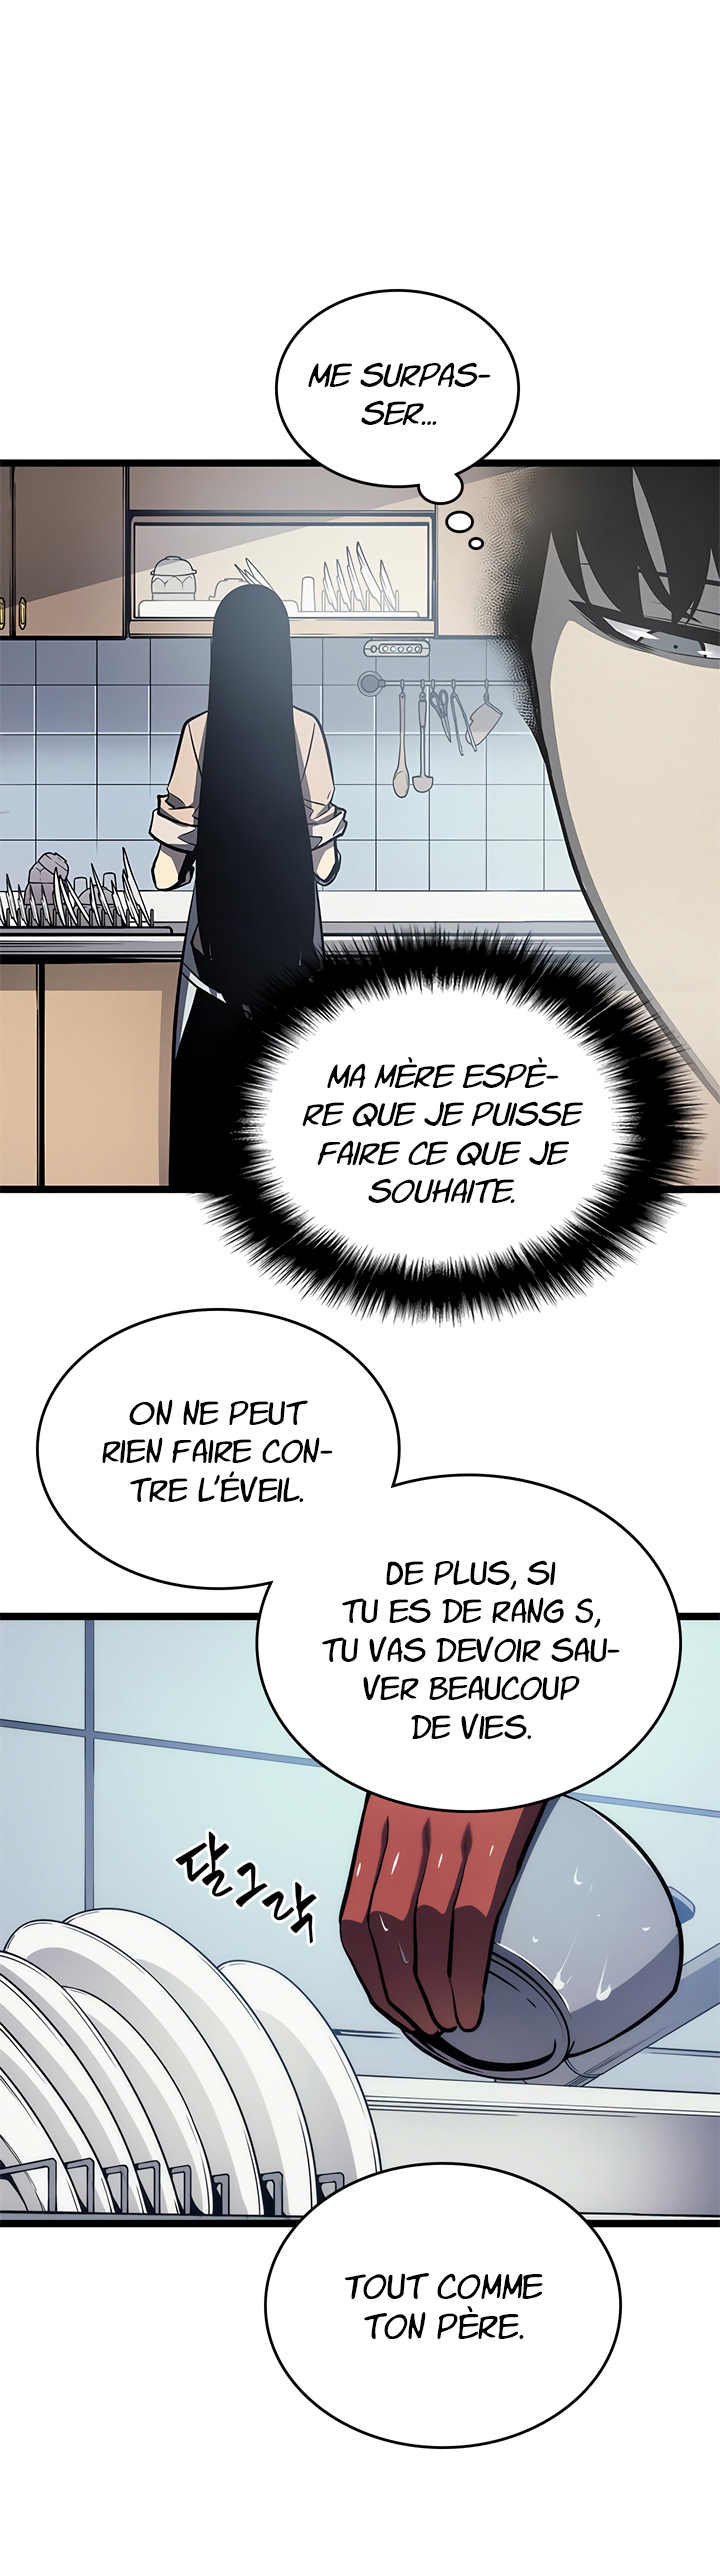 ME SURPAS-
SER...
MA MÈRE ESPÈ-
RE QUE JE PUISSE
FAIRE CE QUE JE
SOUHAITE.
ON NE PEUT
RIEN FAIRE CON-
TRE L'ÉVEIL.
DE PLUS, SI
TU ES DE RANG S,
TU VAS DEVOIR SAU-
VER BEAUCOUP
DE VIES.
달그락
TOUT COMME
TON PÈRE.